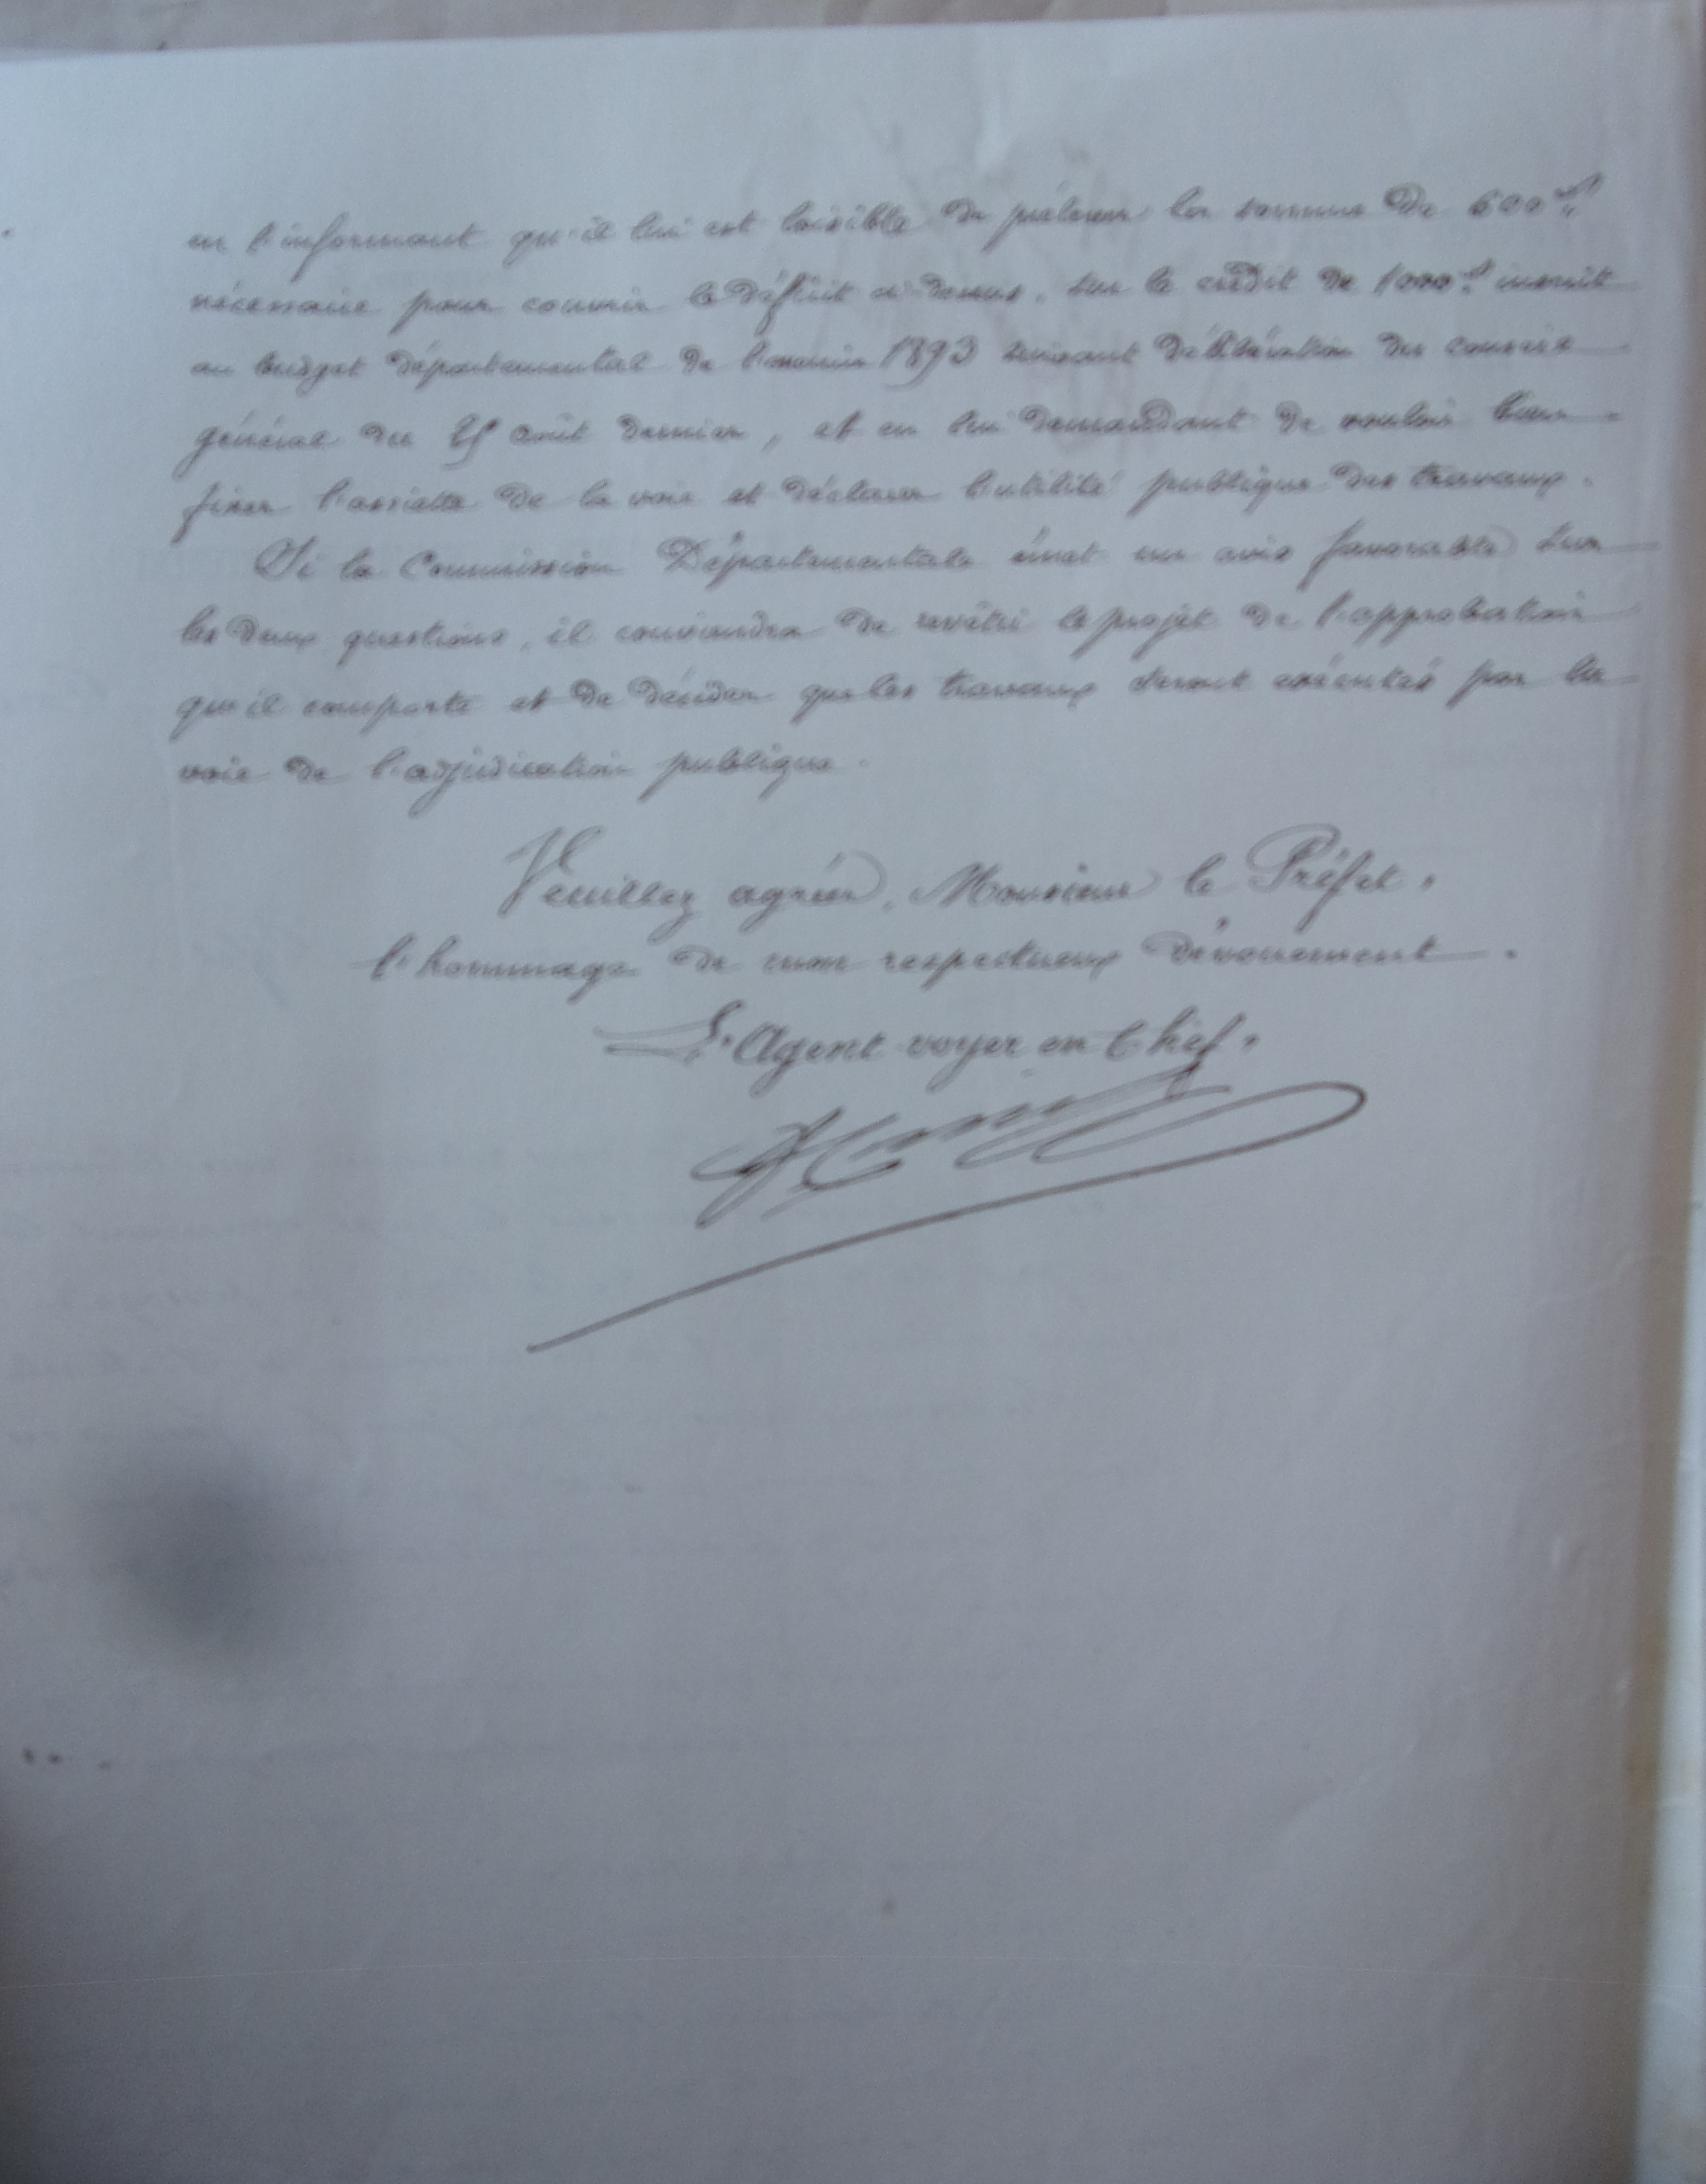 en l'informant qu'il lui est loisible de prélever la somme de 600
nécessaire pour couvrir le déficit ci-dessus, sur le crédit de 1000 inscrit
au budget départemental de l'exercice 1893 suivant délibération du conseil
général du août dernier, et en lui demandant de vouloir bien
fixer l'assiette de la voie et déclarer l'utilité publique des travaux.
Si la Commission Départementale émet un avis favorable sur
les deux questions, il conviendra de revêtir le projet de l'approbation
qu'il comporte et de décider que les travaux seront exécutés par la
voie de l'adjudication publique.
Veuillez agréer, Monsieur le Préfet,
l'hommage de mon respectueux dévouement.
L'Agent voyer en Chef,